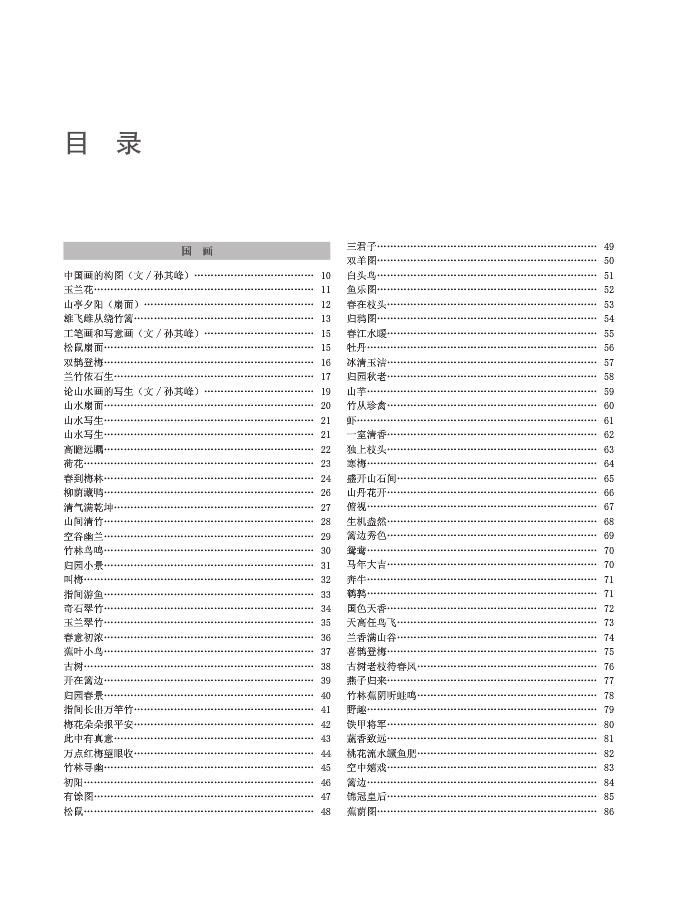 目 录
国 画
中国画的构图（文／孙其峰）…………………………………… 10
玉兰花…………………………………… 11
山亭夕阳（扇面）…………………………………… 12
雄飞雌从绕竹篱…………………………………… 13
工笔画和写意画（文／孙其峰）…………………………………… 15
松鼠扇面…………………………………… 15
双鹊登梅…………………………………… 16
兰竹依石生…………………………………… 17
论山水画的写生（文／孙其峰）…………………………………… 19
山水扇面…………………………………… 20
山水写生…………………………………… 21
山水写生…………………………………… 21
高瞻远瞩…………………………………… 22
荷花…………………………………… 23
春到梅林…………………………………… 24
柳荫藏鸭…………………………………… 26
清气满乾坤…………………………………… 27
山间清竹…………………………………… 28
空谷幽兰…………………………………… 29
竹林鸟鸣…………………………………… 30
归园小景…………………………………… 31
叫梅…………………………………… 32
指间游鱼…………………………………… 33
奇石翠竹…………………………………… 34
玉兰翠竹…………………………………… 35
春意初浓…………………………………… 36
蕉叶小鸟…………………………………… 37
古树…………………………………… 38
开在篱边…………………………………… 39
归园春景…………………………………… 40
指间长出万竿竹…………………………………… 41
梅花朵朵报平安…………………………………… 42
此中有真意…………………………………… 43
万点红梅望眼收…………………………………… 44
竹林寻幽…………………………………… 45
初阳…………………………………… 46
有馀图…………………………………… 47
松鼠…………………………………… 48
三君子…………………………………… 49
双羊图…………………………………… 50
白头鸟…………………………………… 51
鱼乐图…………………………………… 52
春在枝头…………………………………… 53
归鸦图…………………………………… 54
春江水暖…………………………………… 55
牡丹…………………………………… 56
冰清玉洁…………………………………… 57
归园秋老…………………………………… 58
山芋…………………………………… 59
竹从珍禽…………………………………… 60
虾…………………………………… 61
一室清香…………………………………… 62
独上枝头…………………………………… 63
寒梅…………………………………… 64
盛开山石间…………………………………… 65
山丹花开…………………………………… 66
俯视…………………………………… 67
生机盎然…………………………………… 68
篱边秀色…………………………………… 69
鸳鸯…………………………………… 70
马年大吉…………………………………… 70
奔牛…………………………………… 71
鹌鹑…………………………………… 71
国色天香…………………………………… 72
天高任鸟飞…………………………………… 73
兰香满山谷…………………………………… 74
喜鹊登梅…………………………………… 75
古树老枝待春风…………………………………… 76
燕子归来…………………………………… 77
竹林蕉阴听蛙鸣…………………………………… 78
野趣…………………………………… 79
铁甲将军…………………………………… 80
蔬香致远…………………………………… 81
桃花流水鳜鱼肥…………………………………… 82
空中嬉戏…………………………………… 83
篱边…………………………………… 84
锦冠皇后…………………………………… 85
蕉荫图…………………………………… 86